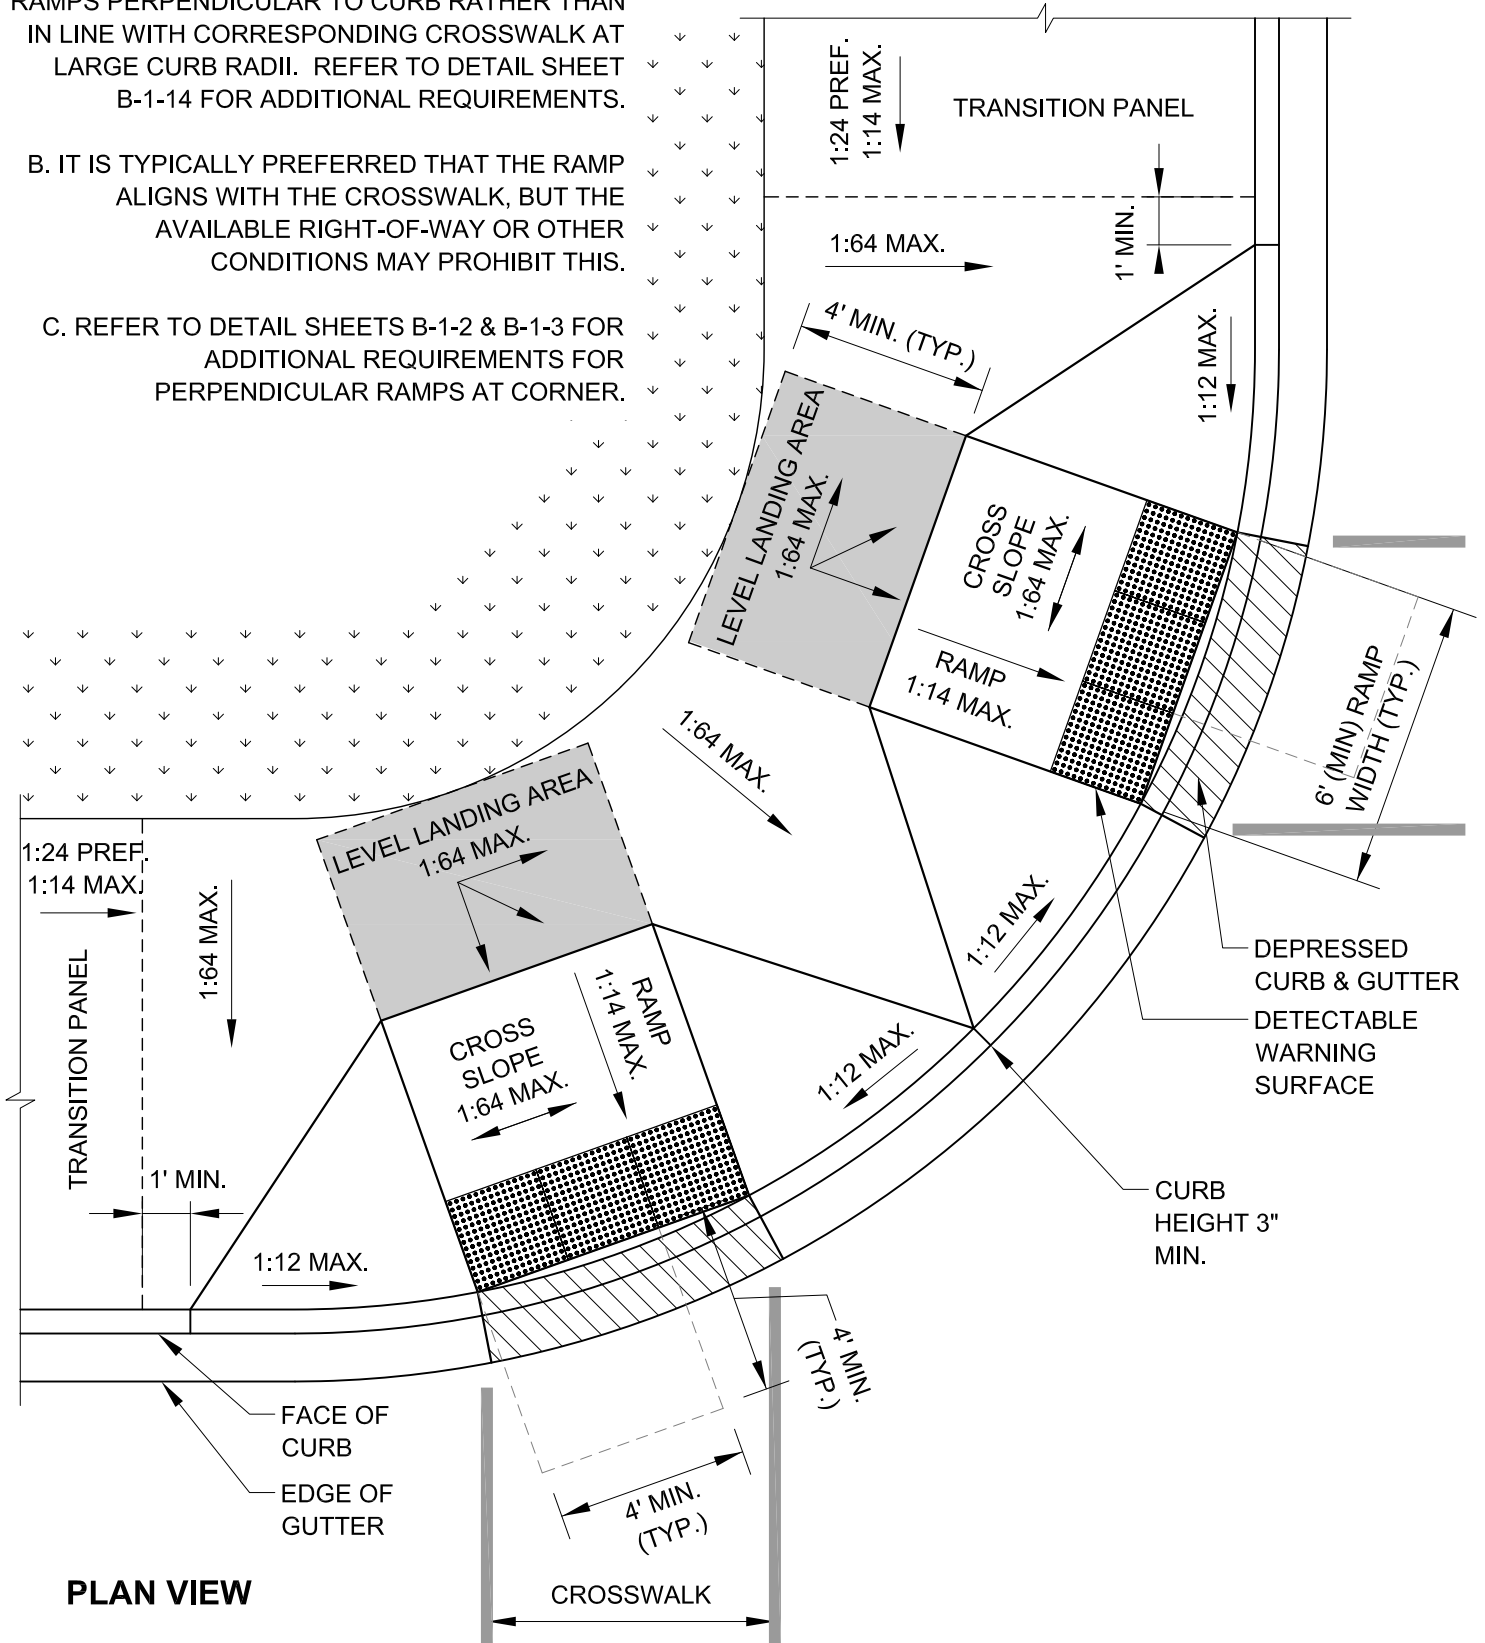 RAMPS PERPENDICULAR TO CURB RATHER THAN
IN LINE WITH CORRESPONDING CROSSWALK AT
LARGE CURB RADII. REFER TO DETAIL SHEET
B-1-14 FOR ADDITIONAL REQUIREMENTS.
B. IT IS TYPICALLY PREFERRED THAT THE RAMP
ALIGNS WITH THE CROSSWALK, BUT THE
AVAILABLE RIGHT-OF-WAY OR OTHER
CONDITIONS MAY PROHIBIT THIS.
C. REFER TO DETAIL SHEETS B-1-2 & B-1-3 FOR
ADDITIONAL REQUIREMENTS FOR
PERPENDICULAR RAMPS AT CORNER.
1:24 PREF.
1:14 MAX.
TRANSITION PANEL
1' MIN.
1:64 MAX.
4' MIN. (TYP.)
1:12 MAX.
LEVEL LANDING AREA
1:64 MAX.
CROSS
SLOPE
1:64 MAX.
RAMP
1:14 MAX.
6' (MIN) RAMP
WIDTH (TYP.)
1:64 MAX.
LEVEL LANDING AREA
1:64 MAX.
1:24 PREF.
1:14 MAX.
1:64 MAX.
TRANSITION PANEL
1' MIN.
CROSS
SLOPE
1:64 MAX.
RAMP
1:14 MAX.
1:12 MAX.
1:12 MAX.
1:12 MAX.
DEPRESSED
CURB & GUTTER
DETECTABLE
WARNING
SURFACE
CURB
HEIGHT 3"
MIN.
4' MIN.
(TYP.)
4' MIN.
(TYP.)
FACE OF
CURB
EDGE OF
GUTTER
CROSSWALK
PLAN VIEW